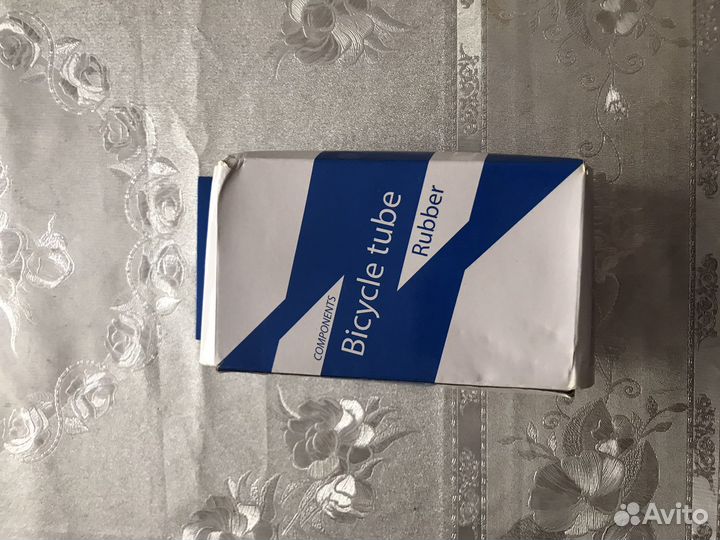 COMPONENTS
Bicycle tube
Rubber
Avito